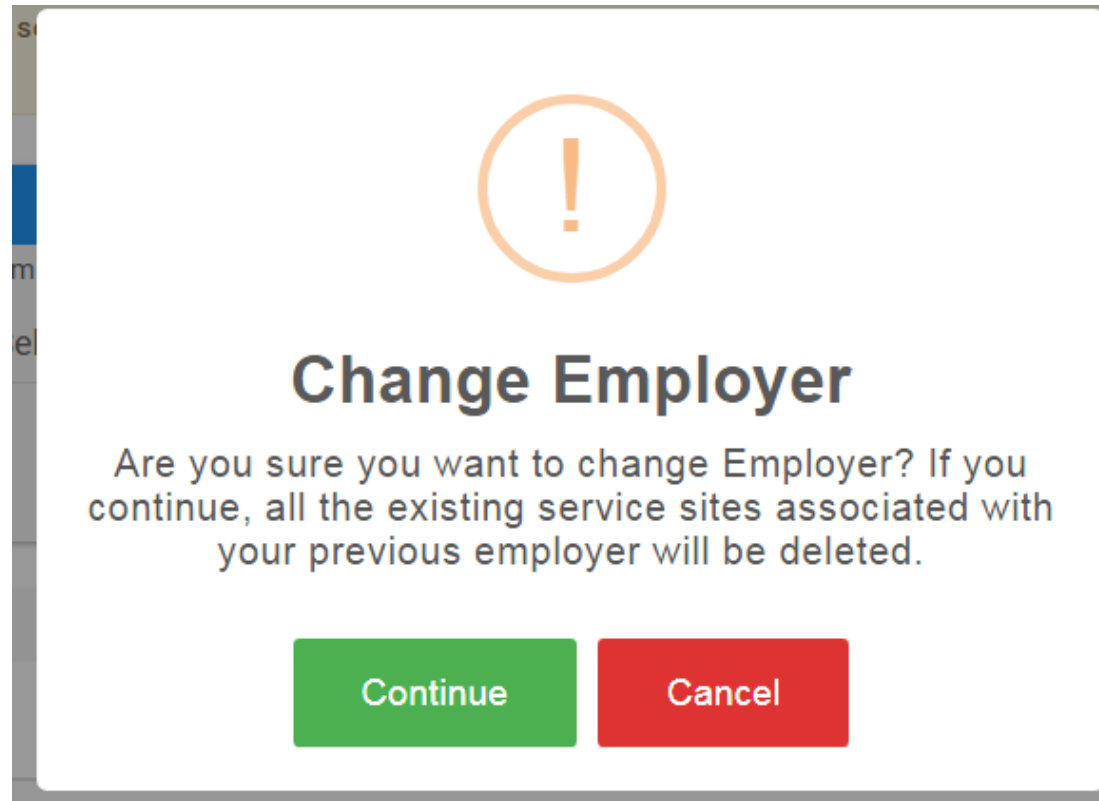 !
Change Employer
Are you sure you want to change Employer? If you
continue, all the existing service sites associated with
your previous employer will be deleted.
Continue Cancel